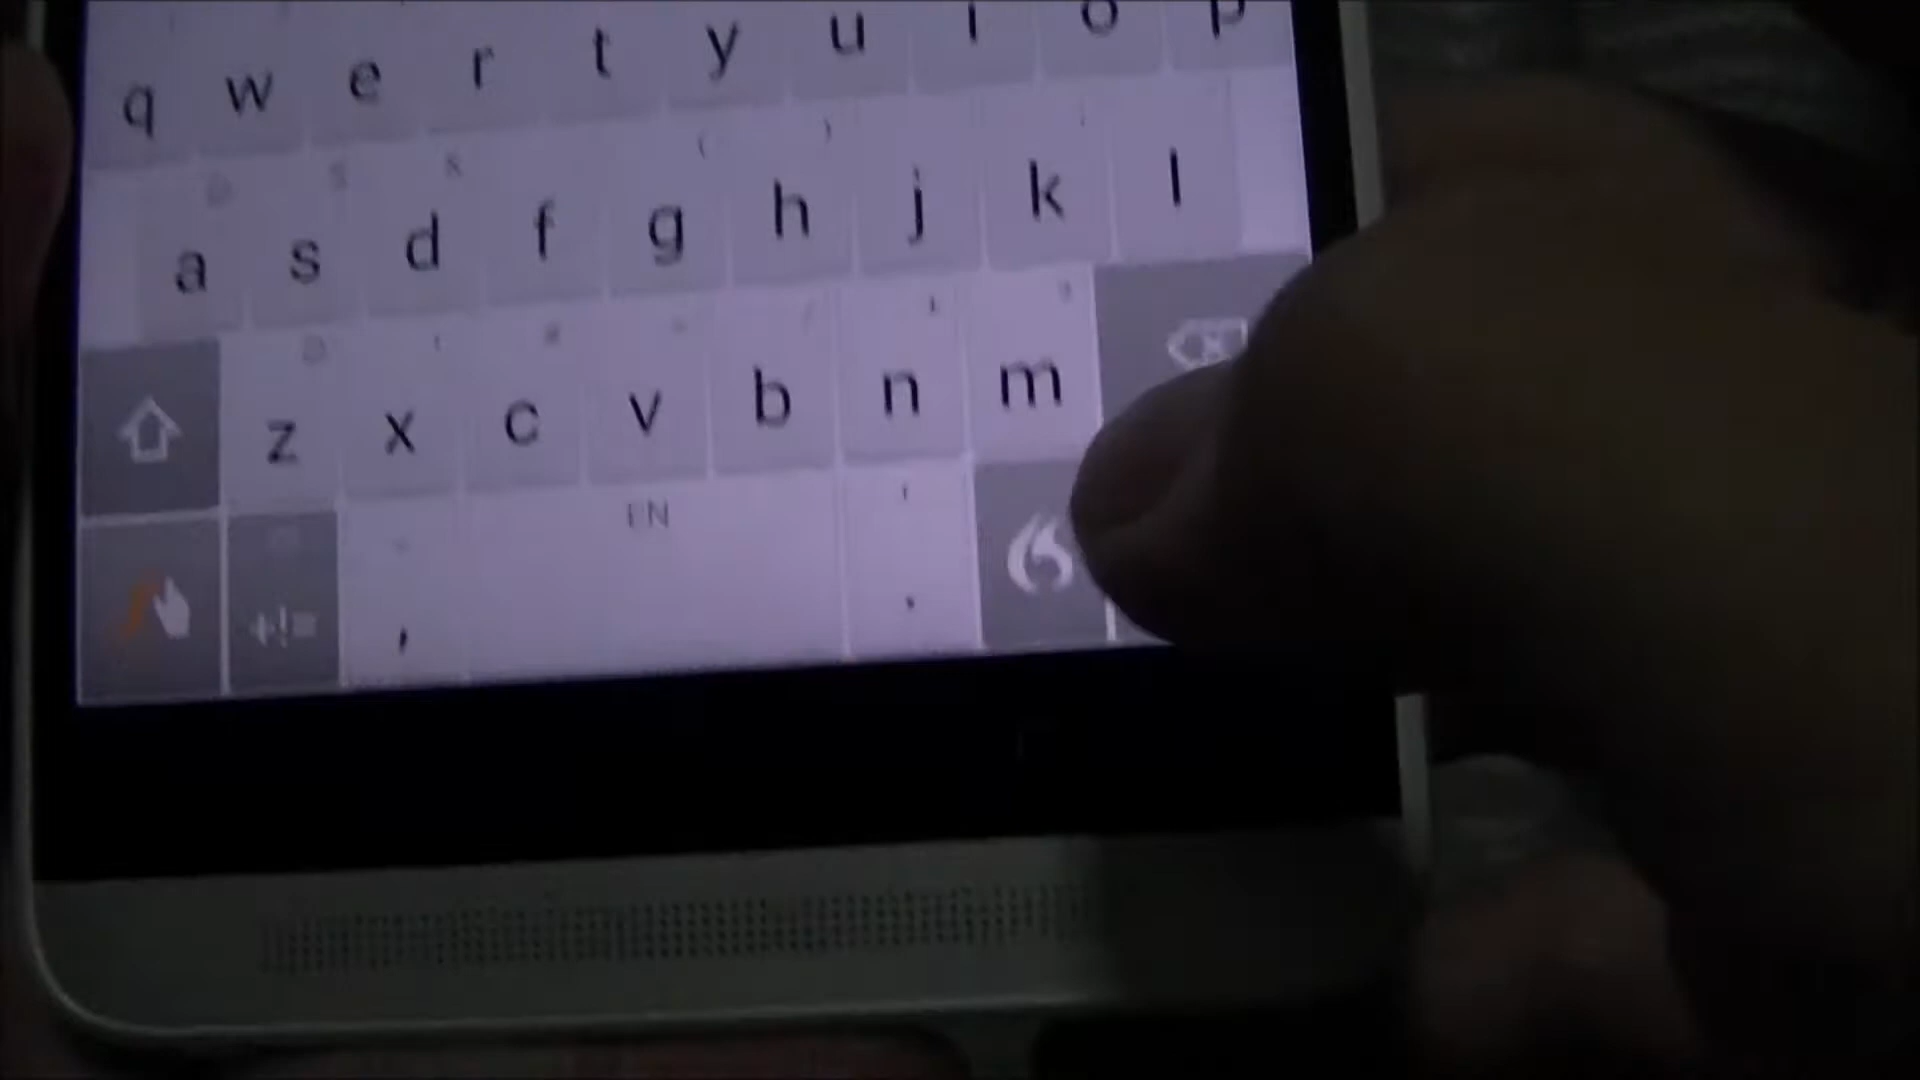 q w e r t y u i o p
a s d f g h j k l
z x c v b n m
EN
+!= , .